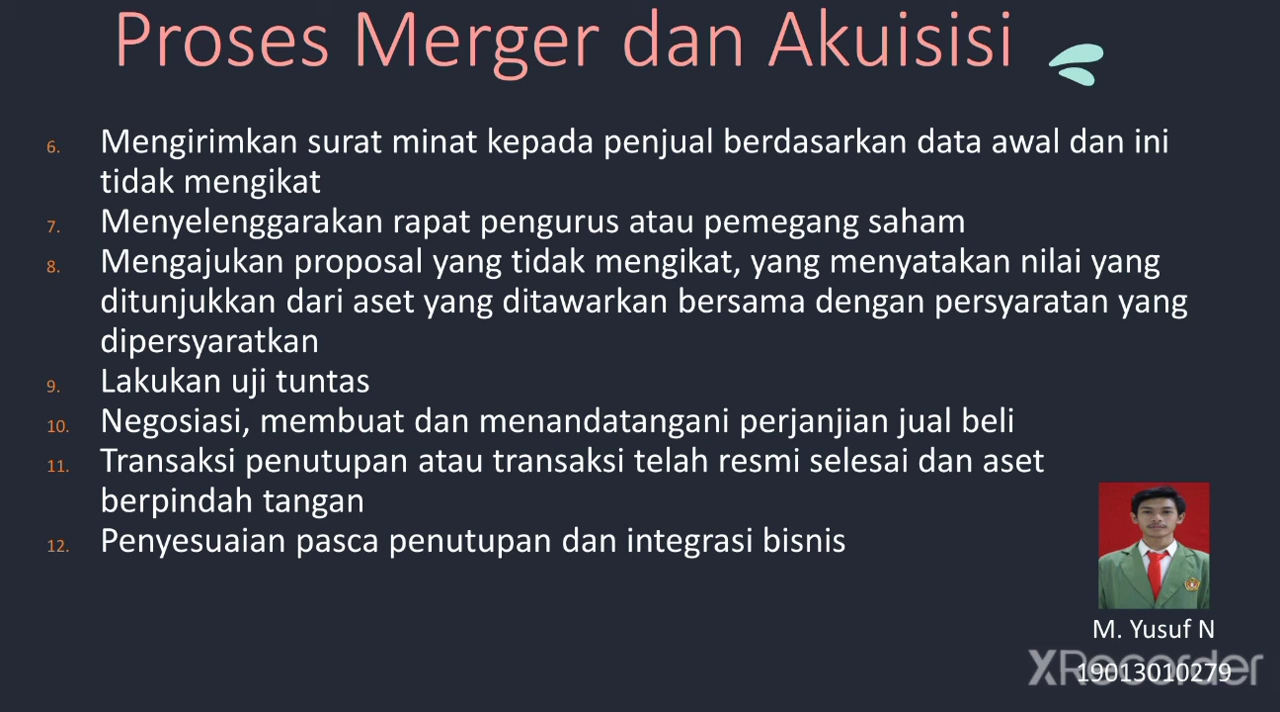 Proses Merger dan Akuisisi
6. Mengirimkan surat minat kepada penjual berdasarkan data awal dan ini
tidak mengikat
7. Menyelenggarakan rapat pengurus atau pemegang saham
8. Mengajukan proposal yang tidak mengikat, yang menyatakan nilai yang
ditunjukkan dari aset yang ditawarkan bersama dengan persyaratan yang
dipersyaratkan
9. Lakukan uji tuntas
10. Negosiasi, membuat dan menandatangani perjanjian jual beli
11. Transaksi penutupan atau transaksi telah resmi selesai dan aset
berpindah tangan
12. Penyesuaian pasca penutupan dan integrasi bisnis
M. Yusuf N
XRecorder
19013010279